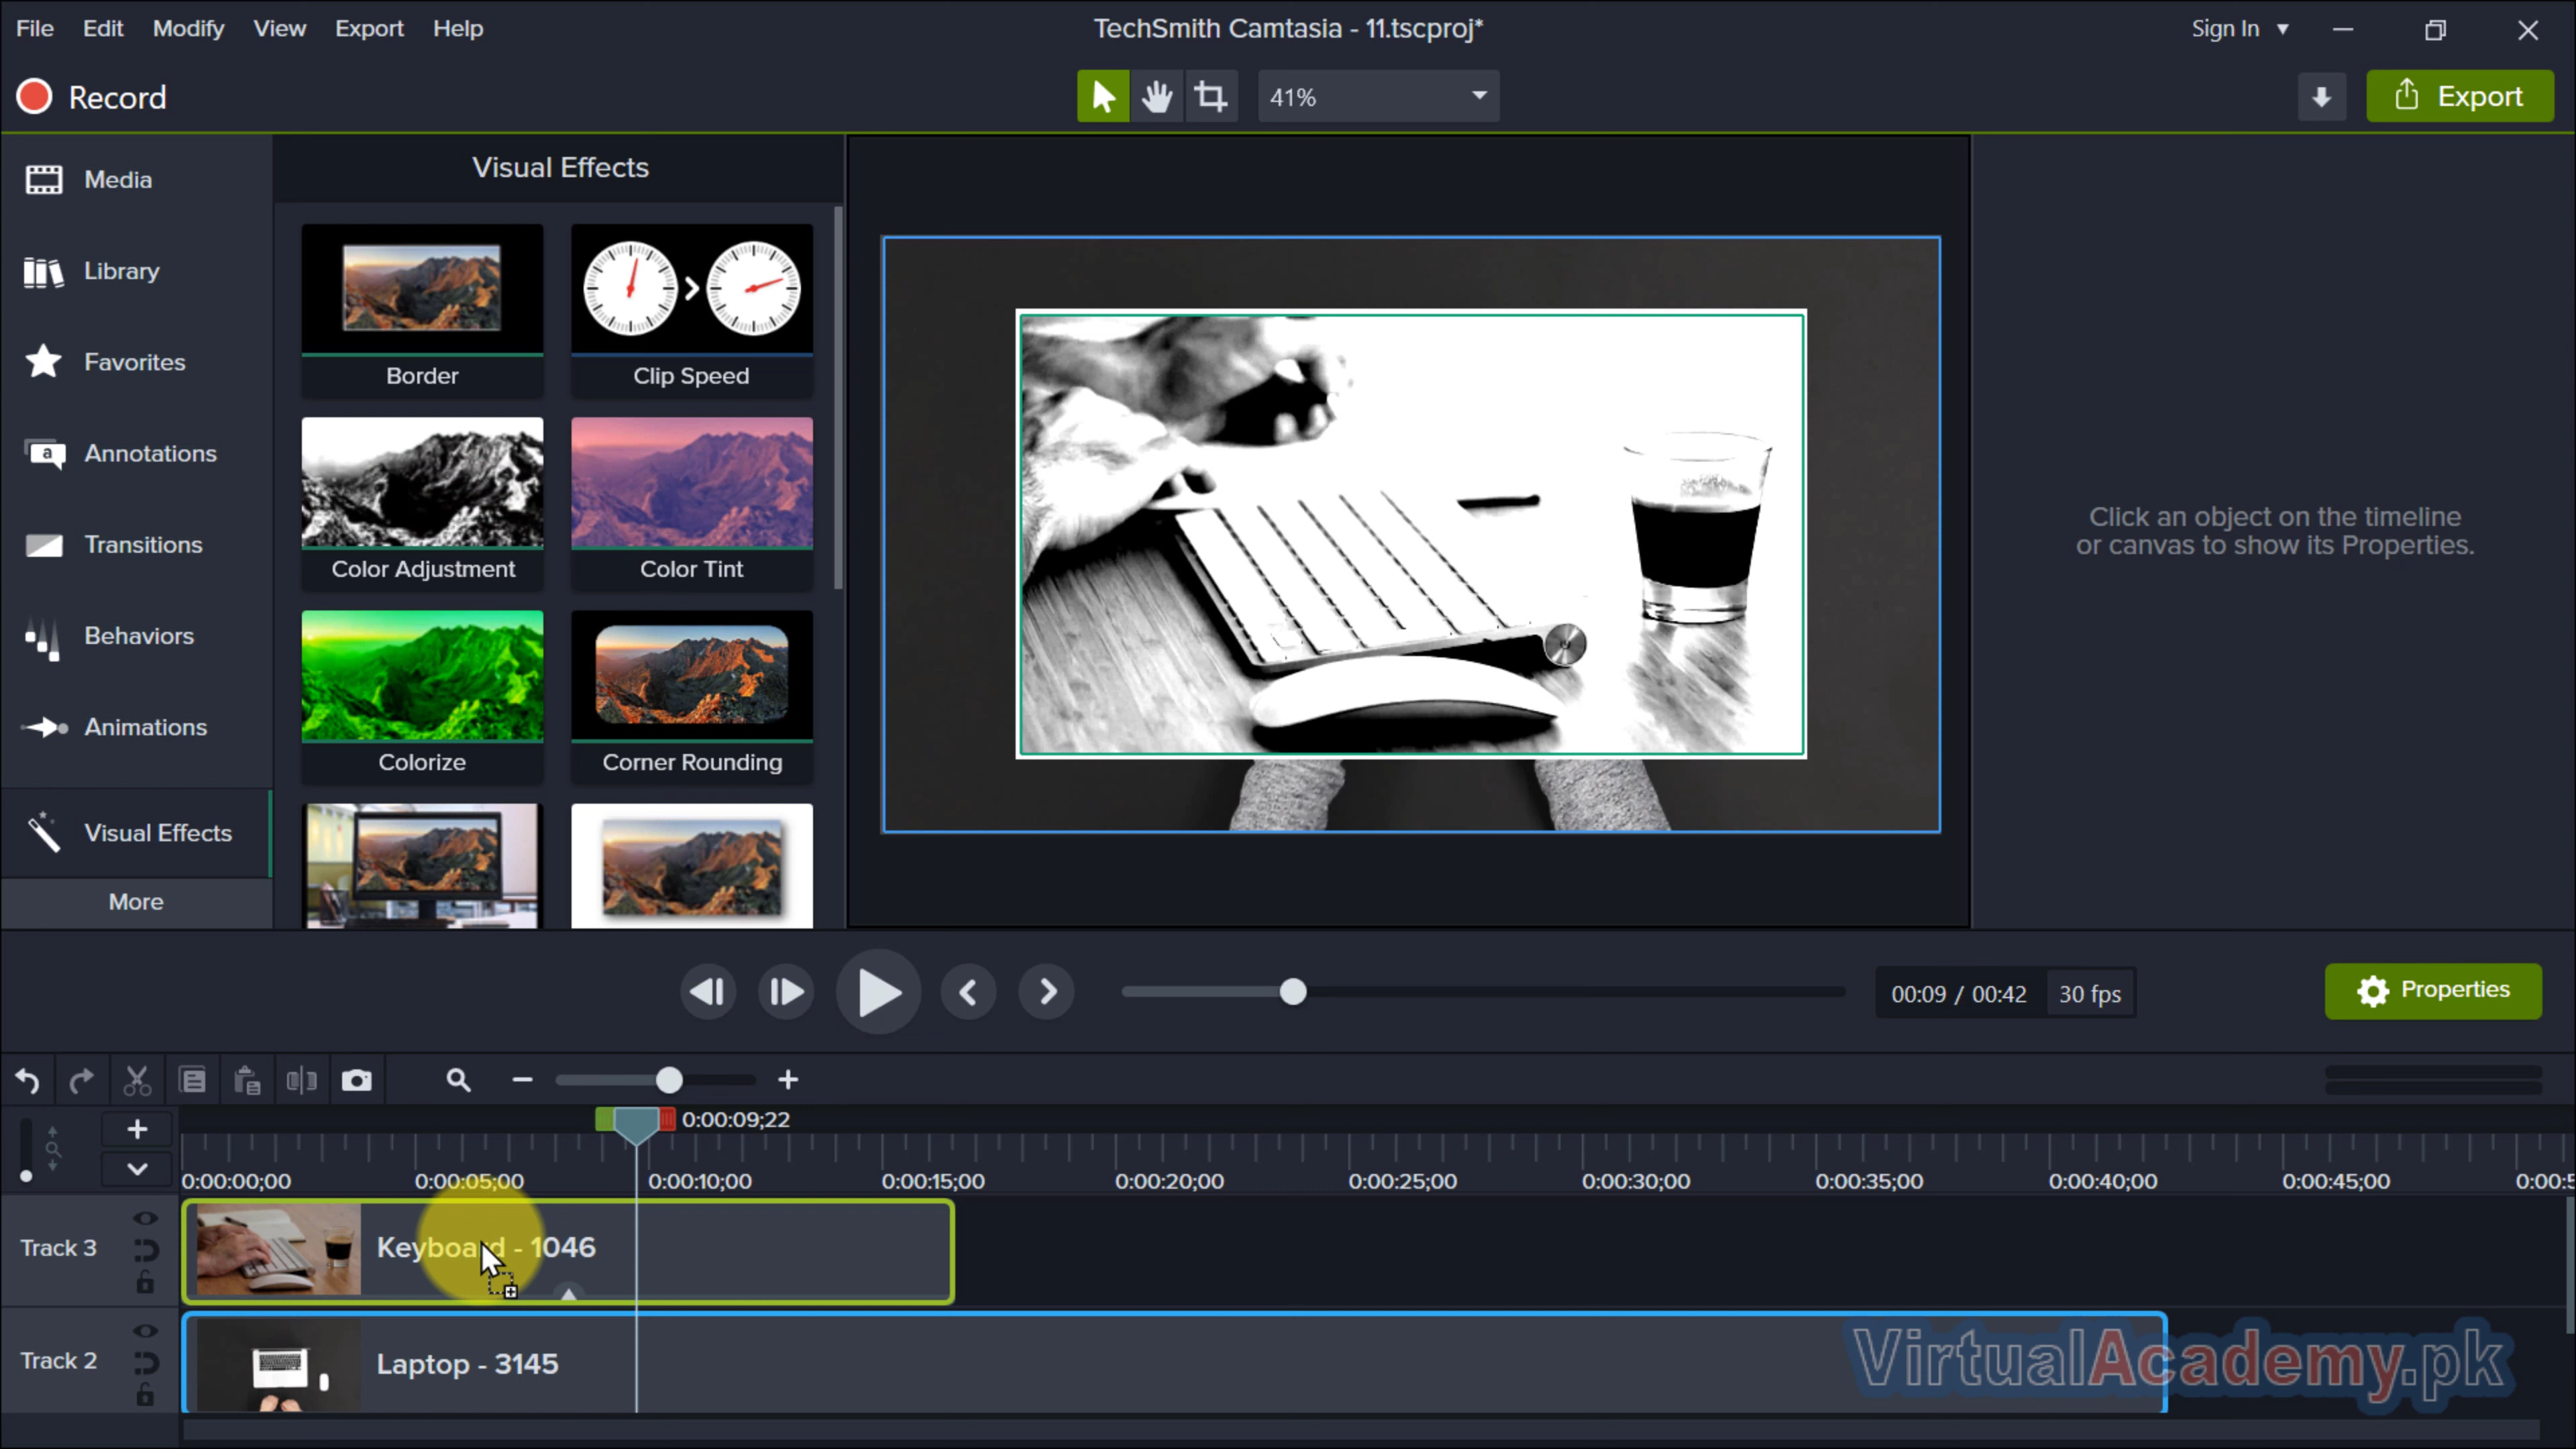 File Edit Modify View Export Help
TechSmith Camtasia - 11.tscproj*
Sign In
Record
41%
Export
Media
Library
Favorites
Annotations
Transitions
Behaviors
Animations
Visual Effects
More
Visual Effects
Border
Clip Speed
Color Adjustment
Color Tint
Colorize
Corner Rounding
Click an object on the timeline
or canvas to show its Properties.
00:09 / 00:42
30 fps
Properties
0:00:09;22
0:00:00;00 0:00:05;00 0:00:10;00 0:00:15;00 0:00:20;00 0:00:25;00 0:00:30;00 0:00:35;00 0:00:40;00 0:00:45;00
Track 3
Keyboard - 1046
Track 2
Laptop - 3145
VirtualAcademy.pk